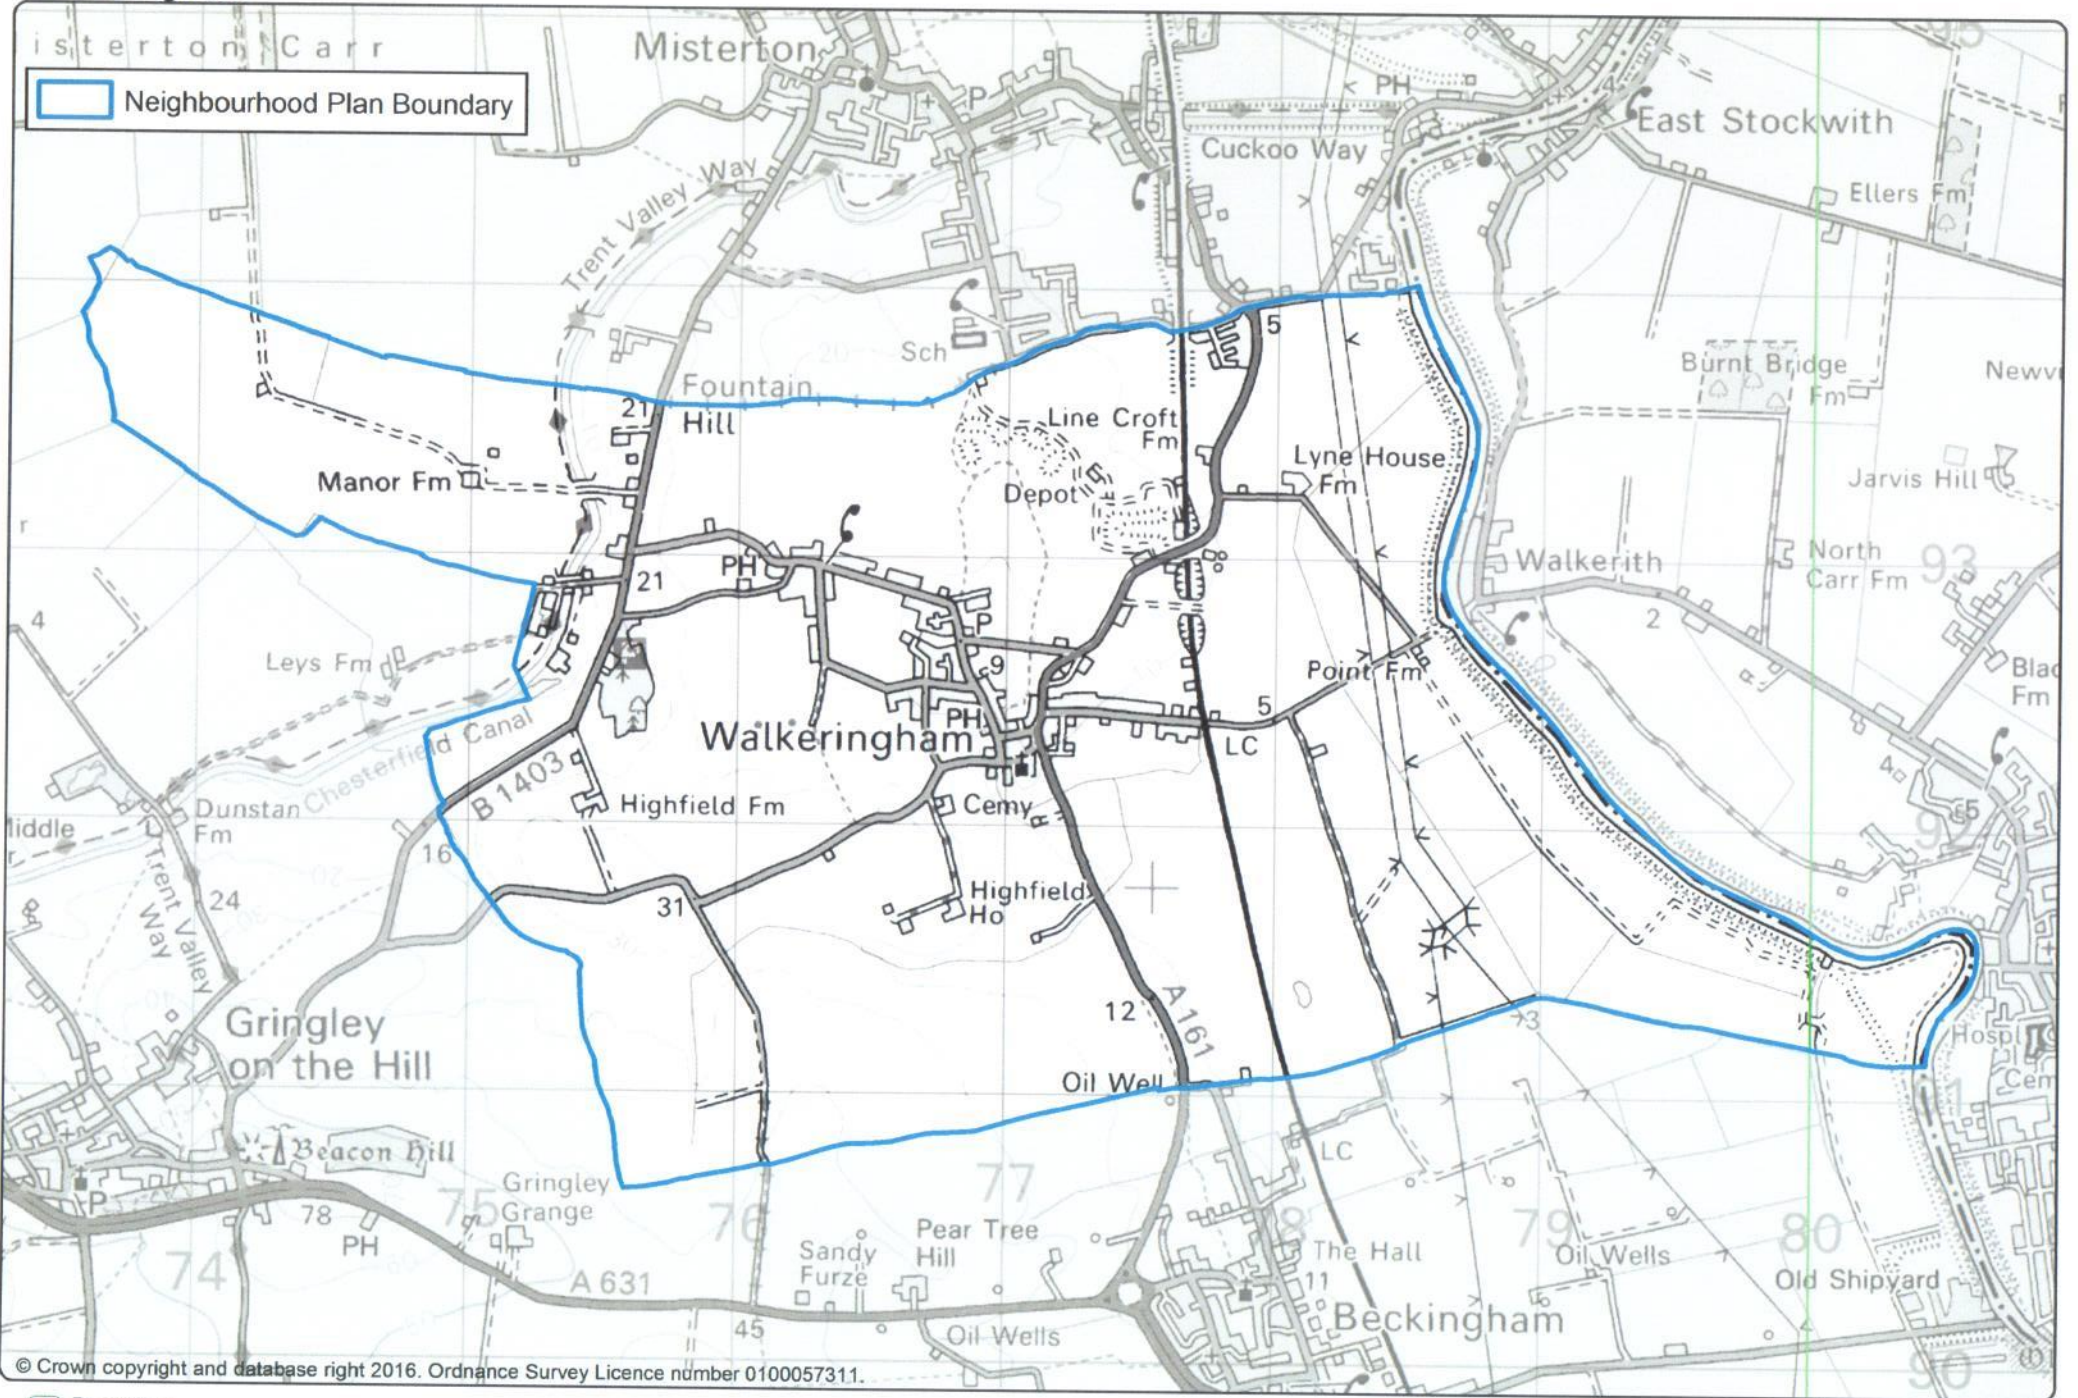 isterton Carr
Misterton
Neighbourhood Plan Boundary
P
PH
4
East Stockwith
Cuckoo Way
Ellers Fm
Trent Valley Way
Sch
20
5
Fountain
Hill
21
Burnt Bridge
Fm
Line Croft
Fm
Lyne House
Fm
Manor Fm
Depot
Jarvis Hill
r
PH
21
Walkerith
North
Carr Fm
93
4
2
P
Leys Fm
9
Point Fm
Fm
PH
5
Walkeringham
LC
Chesterfield Canal
B 1403
4
Dunstan
Fm
Highfield Fm
Cemy
5
92
iddle
r
16
Trent Valley
Way
24
31
Highfield
Ho
12
A 161
3
Gringley
on the Hill
Oil Well
Hospl
Cem
91
Beacon Hill
LC
Gringley
Grange
75
76
77
78
79
80
P
78
PH
74
Sandy
Furze
Pear Tree
Hill
The Hall
11
Oil Wells
Old Shipyard
A 631
45
Oil Wells
Beckingham
90
© Crown copyright and database right 2016. Ordnance Survey Licence number 0100057311.